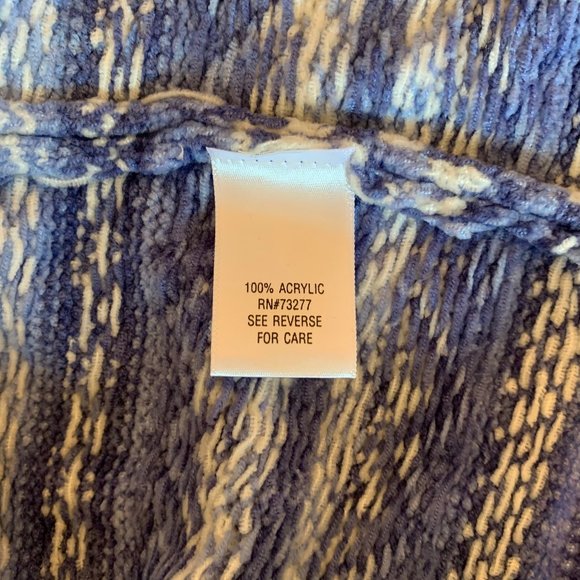 100% ACRYLIC
RN#73277
SEE REVERSE
FOR CARE